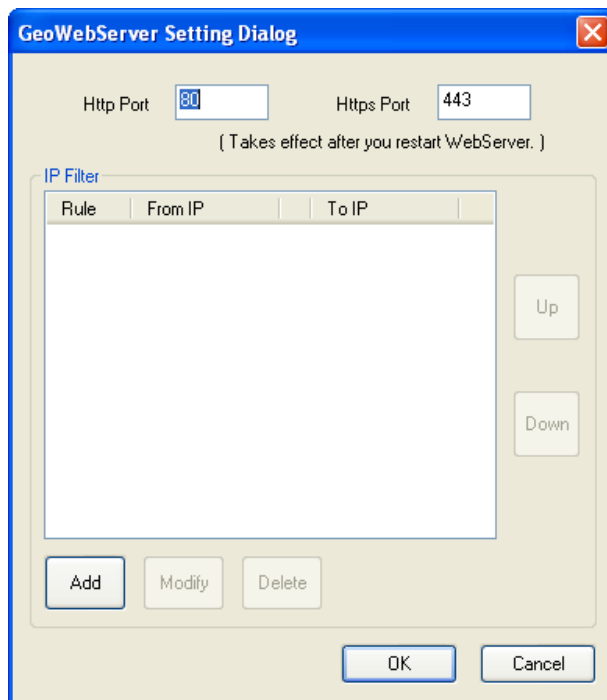 GeoWebServer Setting Dialog
Http Port 80 Https Port 443
( Takes effect after you restart WebServer. )
IP Filter
Rule From IP To IP
Up
Down
Add Modify Delete
OK Cancel